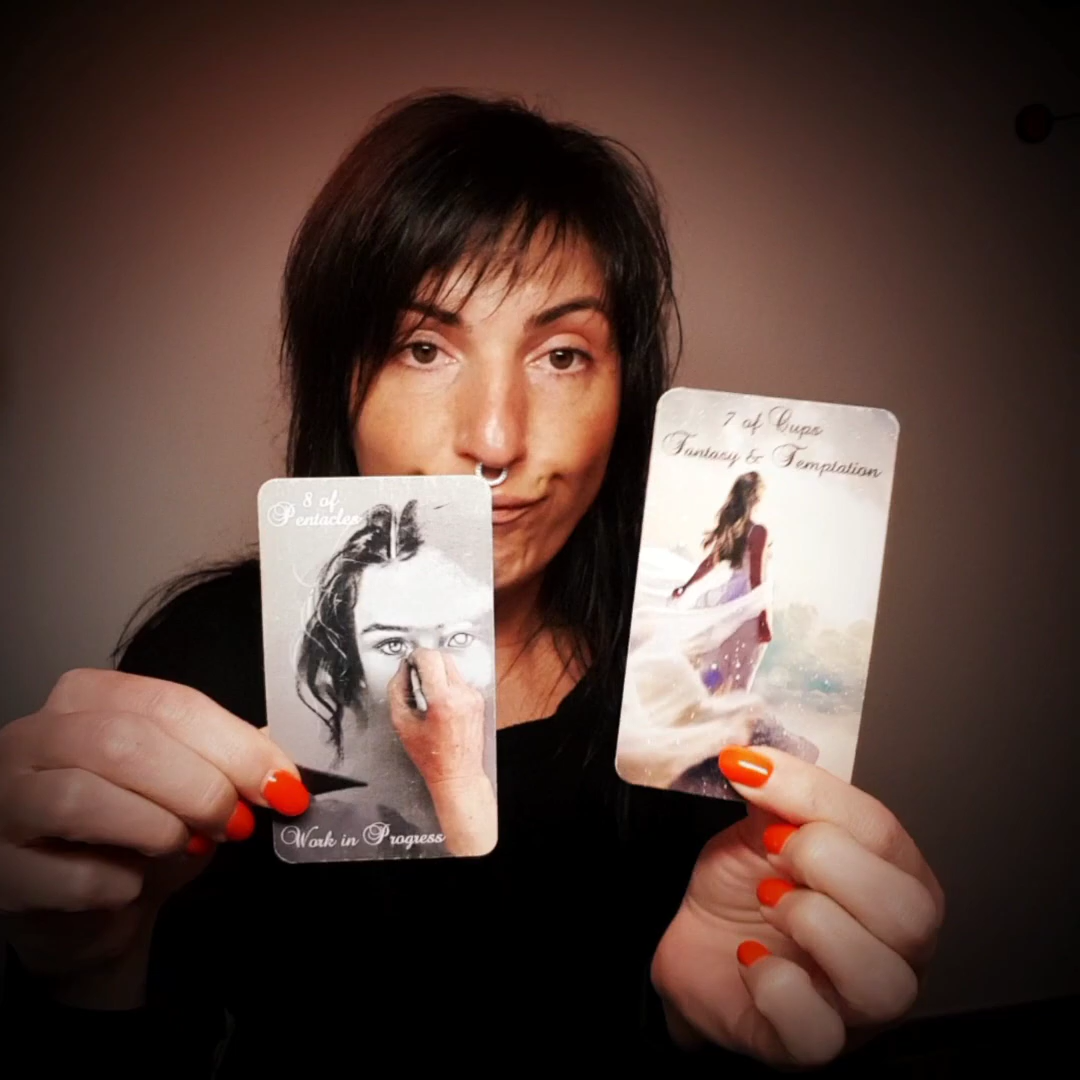 8 of
Pentacles
Work in Progress
7 of Cups
Fantasy & Temptation